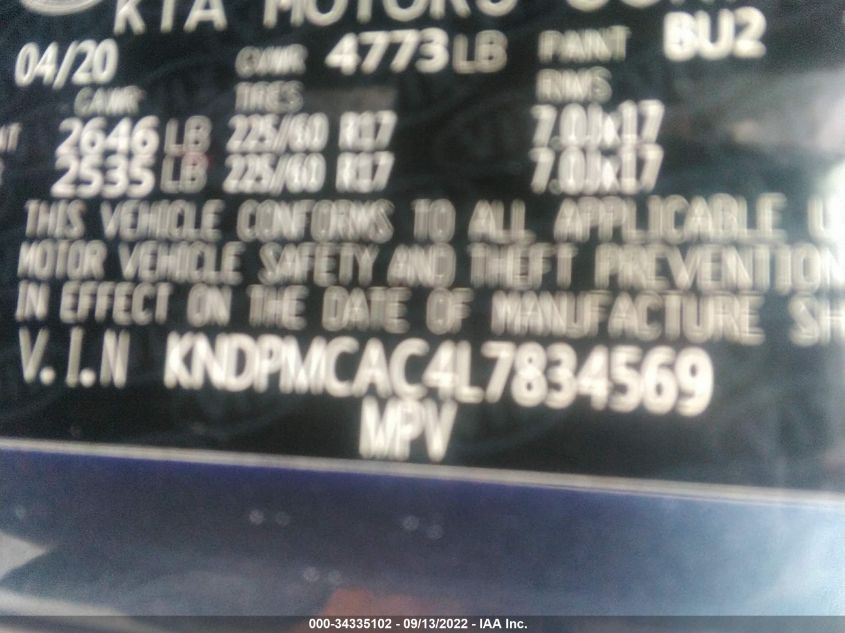 KIA MOTORS
04/20 GVWR 4773 LB PAINT BU2
GAWR TIRES RIMS
2646 LB 225/60 R17 7.0Jx17
2535 LB 225/60 R17 7.0Jx17
THIS VEHICLE CONFORMS TO ALL APPLICABLE U
MOTOR VEHICLE SAFETY AND THEFT PREVENTION
IN EFFECT ON THE DATE OF MANUFACTURE SH
V.I.N KNDPMCAC4L7834569
MPV
000-34335102 - 09/13/2022 - IAA Inc.